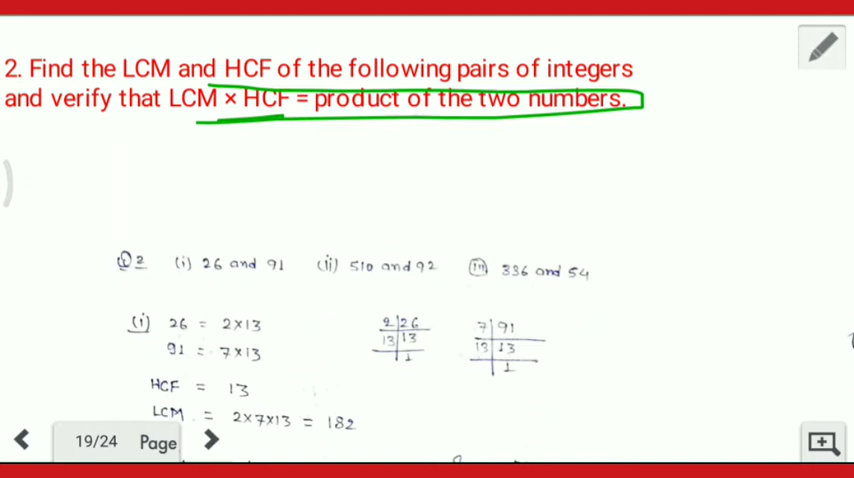 2. Find the LCM and HCF of the following pairs of integers
and verify that LCM × HCF = product of the two numbers.
Q2 (i) 26 and 91 (ii) 510 and 92 (iii) 336 and 54
(i) 26 = 2×13
91 = 7×13
2|26
13|13
1
7|91
13|13
1
HCF = 13
LCM = 2×7×13 = 182
19/24 Page